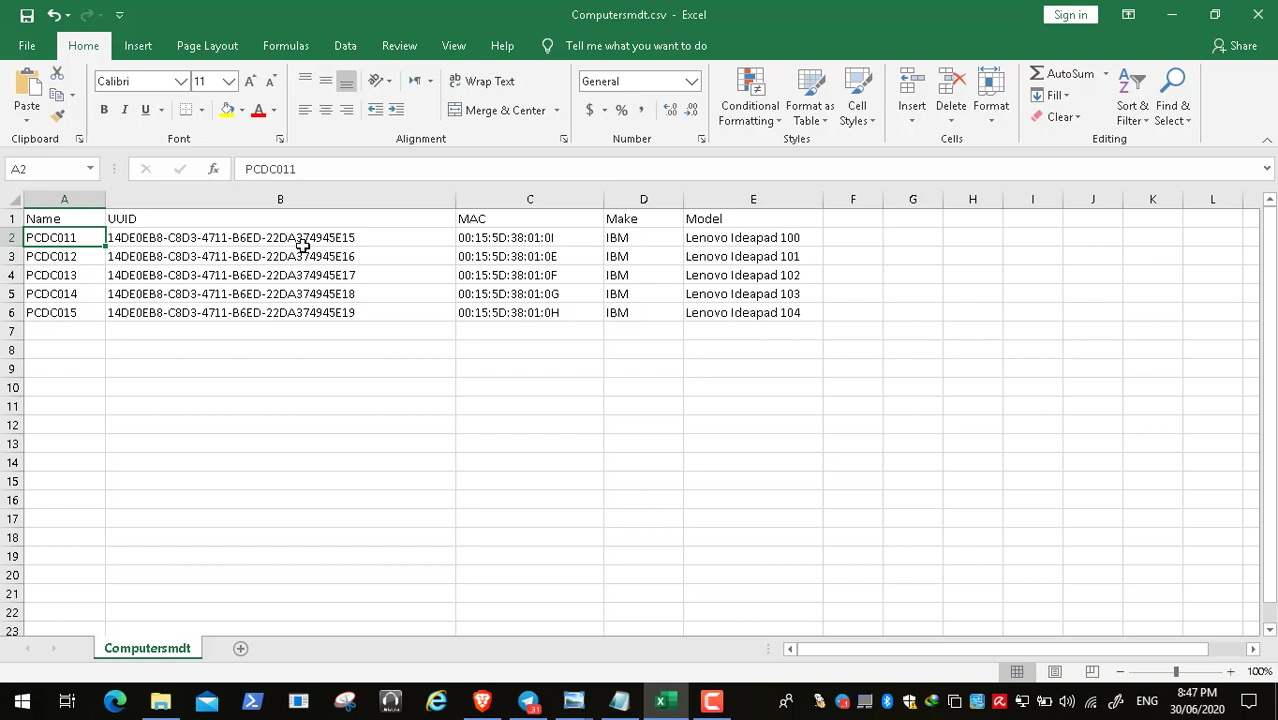 Computersmdt.csv - Excel
Sign in
File Home Insert Page Layout Formulas Data Review View Help Tell me what you want to do Share
Paste
Clipboard
Calibri 11
B I U A
Font
Wrap Text
Merge & Center
Alignment
General
$ % ,
Number
Conditional Formatting
Format as Table
Cell Styles
Styles
Insert Delete Format
Cells
AutoSum
Fill
Clear
Sort & Filter
Find & Select
Editing
A2 fx PCDC011
A B C D E F G H I J K L
1 Name UUID MAC Make Model
2 PCDC011 14DE0EB8-C8D3-4711-B6ED-22DA374945E15 00:15:5D:38:01:0I IBM Lenovo Ideapad 100
3 PCDC012 14DE0EB8-C8D3-4711-B6ED-22DA374945E16 00:15:5D:38:01:0E IBM Lenovo Ideapad 101
4 PCDC013 14DE0EB8-C8D3-4711-B6ED-22DA374945E17 00:15:5D:38:01:0F IBM Lenovo Ideapad 102
5 PCDC014 14DE0EB8-C8D3-4711-B6ED-22DA374945E18 00:15:5D:38:01:0G IBM Lenovo Ideapad 103
6 PCDC015 14DE0EB8-C8D3-4711-B6ED-22DA374945E19 00:15:5D:38:01:0H IBM Lenovo Ideapad 104
7
8
9
10
11
12
13
14
15
16
17
18
19
20
21
22
23
Computersmdt
100%
ENG
8:47 PM
30/06/2020